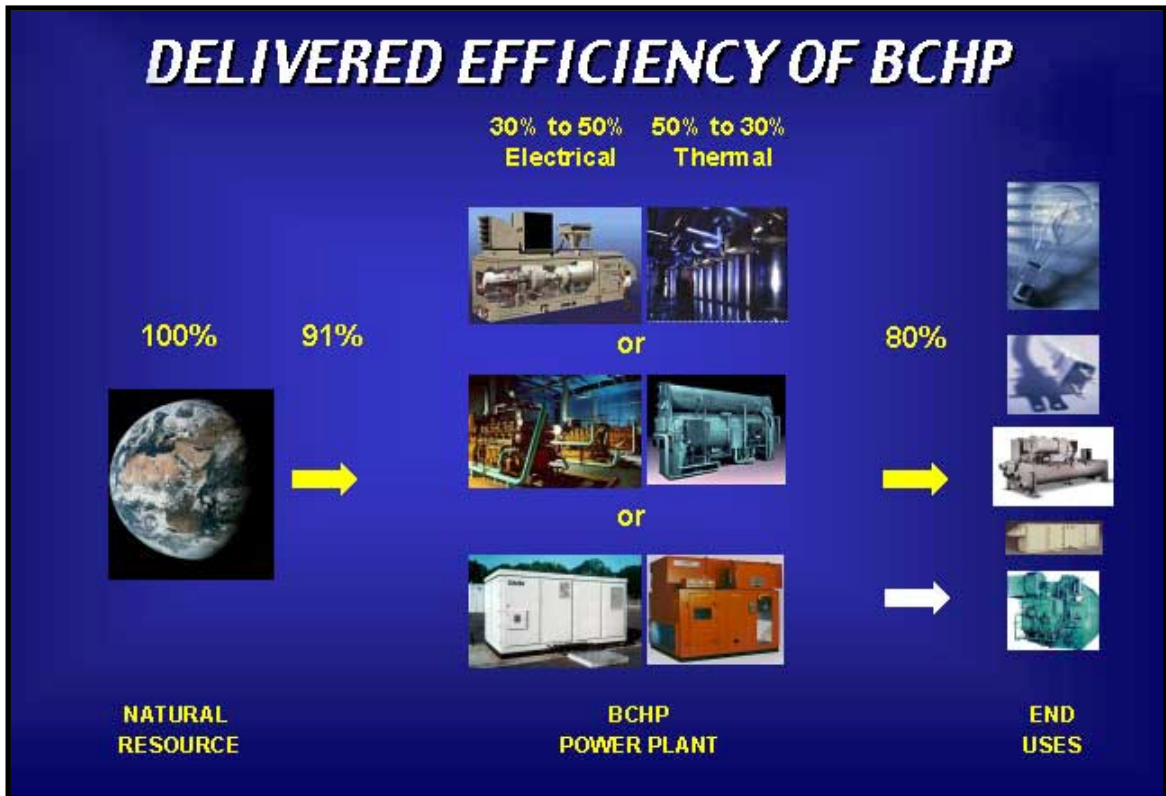 DELIVERED EFFICIENCY OF BCHP
30% to 50% 50% to 30%
Electrical Thermal
100% 91% 80%
or
or
NATURAL
RESOURCE
BCHP
POWER PLANT
END
USES